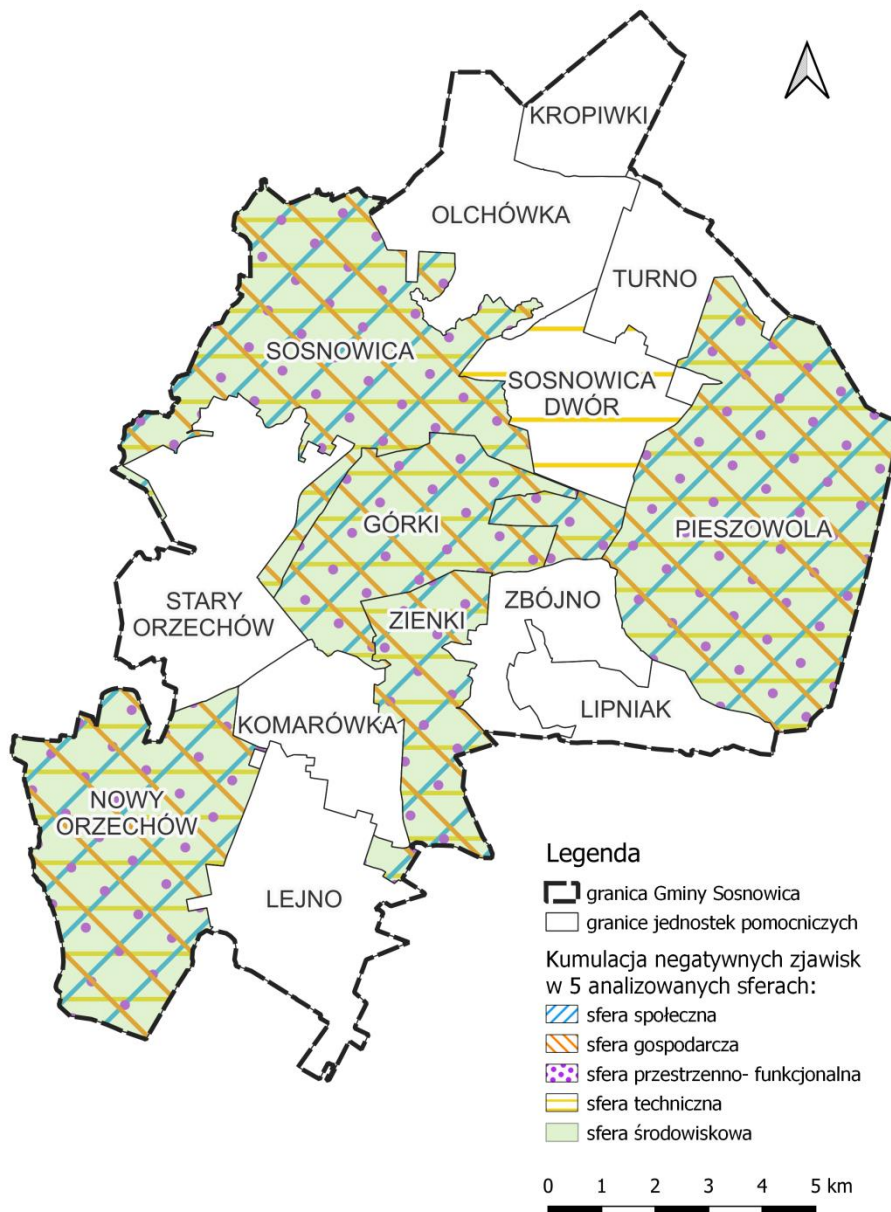 KROPIWKI
OLCHÓWKA
TURNO
SOSNOWICA
SOSNOWICA
DWÓR
GÓRKI
PIESZOWOLA
STARY
ORZECHÓW
ZIENKI
ZBÓJNO
LIPNIAK
KOMARÓWKA
NOWY
ORZECHÓW
LEJNO
Legenda
granica Gminy Sosnowica
granice jednostek pomocniczych
Kumulacja negatywnych zjawisk
w 5 analizowanych sferach:
sfera społeczna
sfera gospodarcza
sfera przestrzenno- funkcjonalna
sfera techniczna
sfera środowiskowa
0 1 2 3 4 5 km